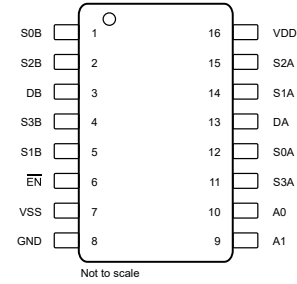 S0B 1 16 VDD
S2B 2 15 S2A
DB 3 14 S1A
S3B 4 13 DA
S1B 5 12 S0A
E̅N̅ 6 11 S3A
VSS 7 10 A0
GND 8 9 A1
Not to scale